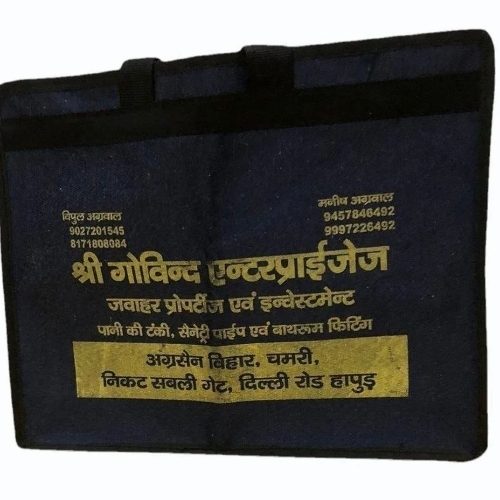 विपुल अग्रवाल
9027201545
8171808084
मनीष अग्रवाल
9457846492
9997226492
श्री गोविन्द एन्टरप्राईजेज
जवाहर प्रोपर्टीज एवं इन्वेस्टमेन्ट
पानी की टंकी, सैनेट्री पाईप एवं बाथरूम फिटिंग
अग्रसैन विहार, चमरी,
निकट सबली गेट, दिल्ली रोड हापुड़